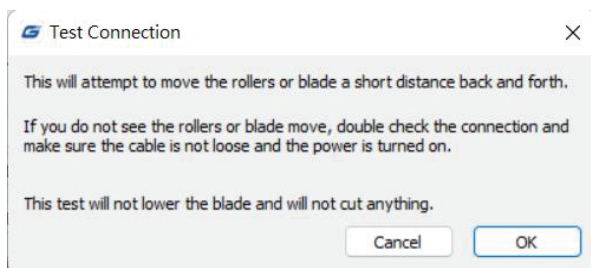 Test Connection
This will attempt to move the rollers or blade a short distance back and forth.
If you do not see the rollers or blade move, double check the connection and
make sure the cable is not loose and the power is turned on.
This test will not lower the blade and will not cut anything.
Cancel OK